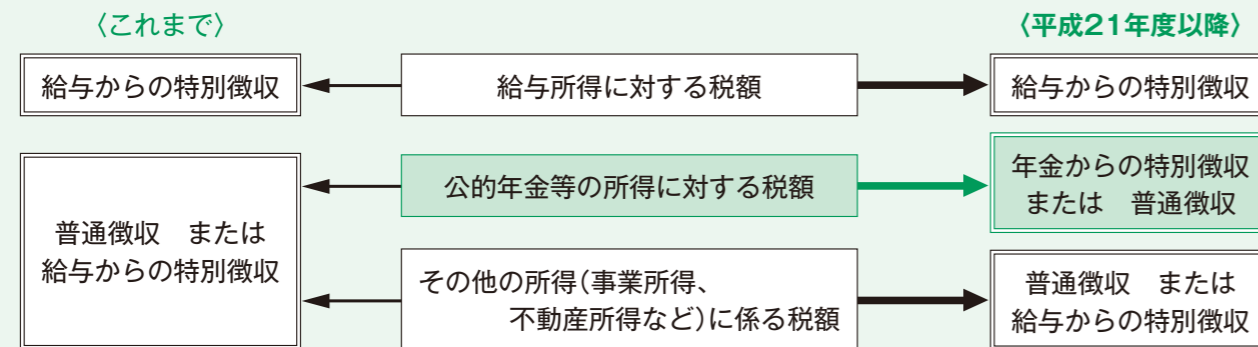 〈これまで〉
〈平成21年度以降〉
給与からの特別徴収
給与所得に対する税額
給与からの特別徴収
普通徴収　または
給与からの特別徴収
公的年金等の所得に対する税額
年金からの特別徴収
または　普通徴収
その他の所得（事業所得、
不動産所得など）に係る税額
普通徴収　または
給与からの特別徴収